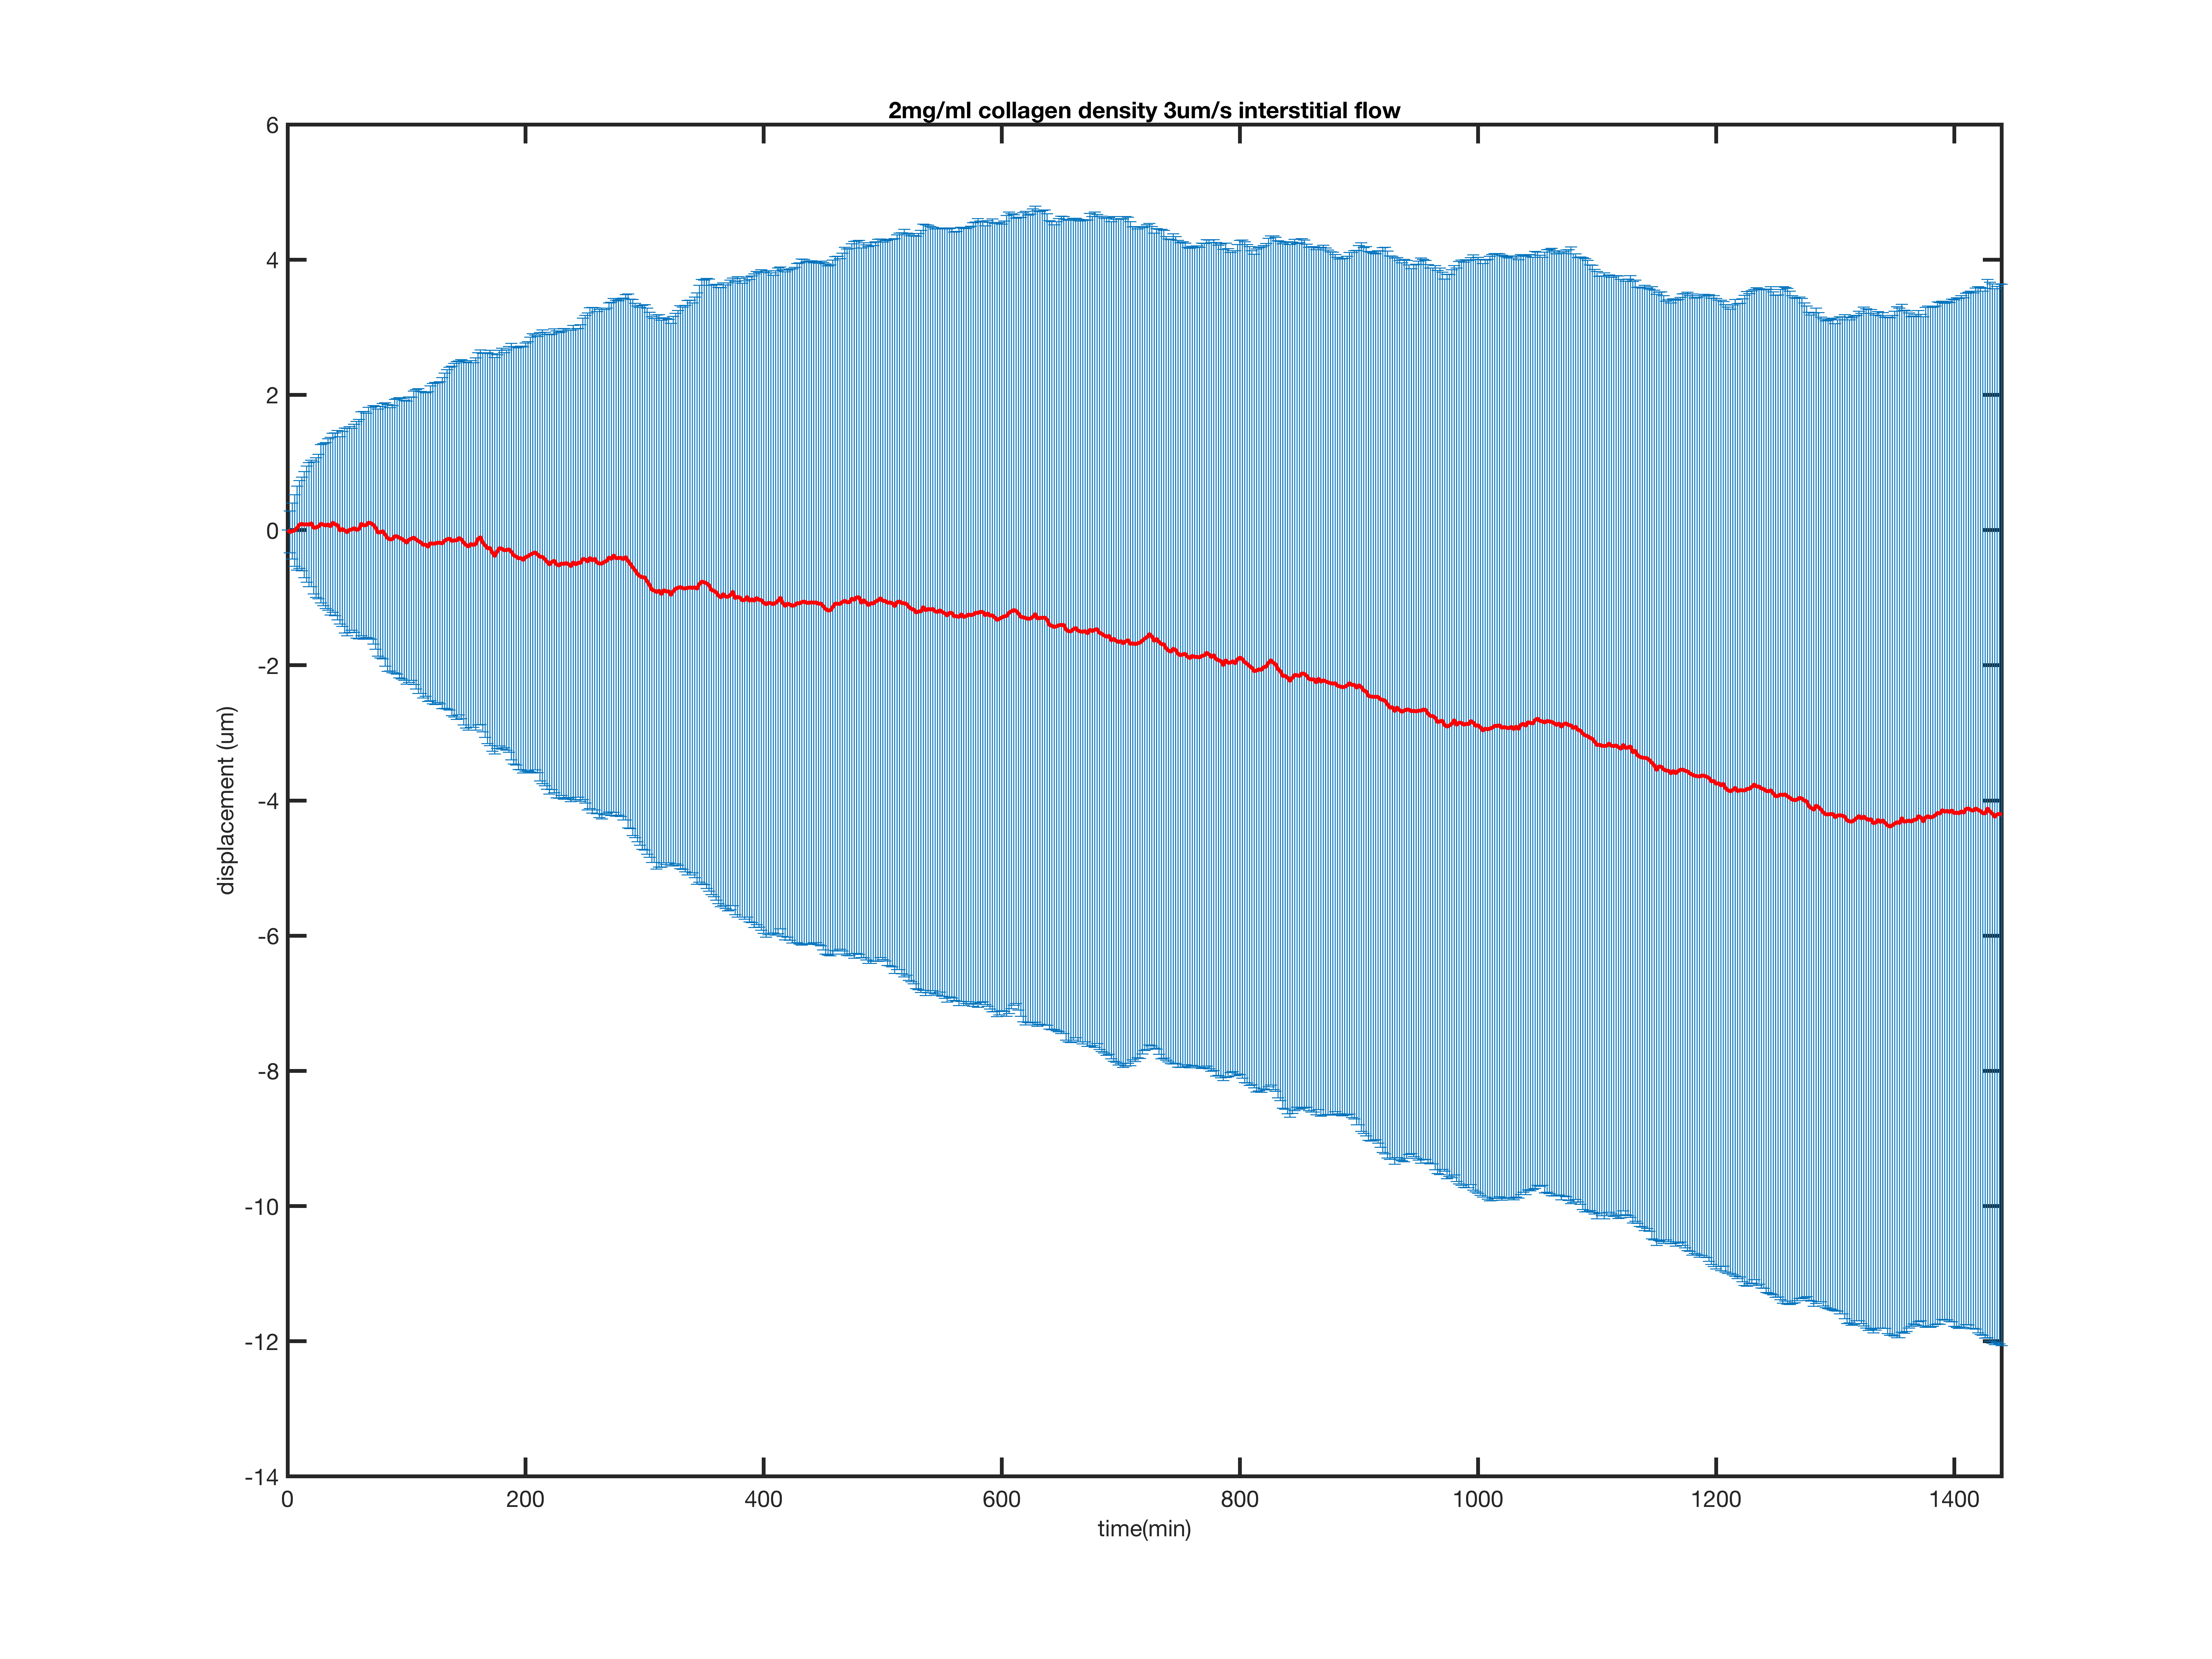 2mg/ml collagen density 3um/s interstitial flow
6
4
2
0
-2
-4
-6
-8
-10
-12
-14
displacement (um)
0 200 400 600 800 1000 1200 1400
time(min)